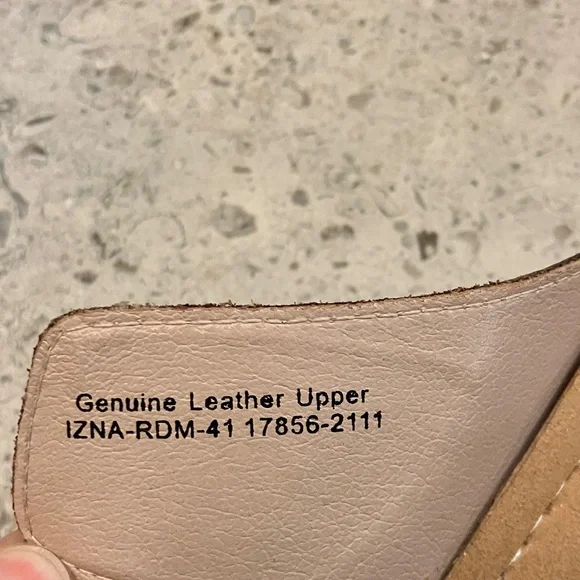 Genuine Leather Upper
IZNA-RDM-41 17856-2111